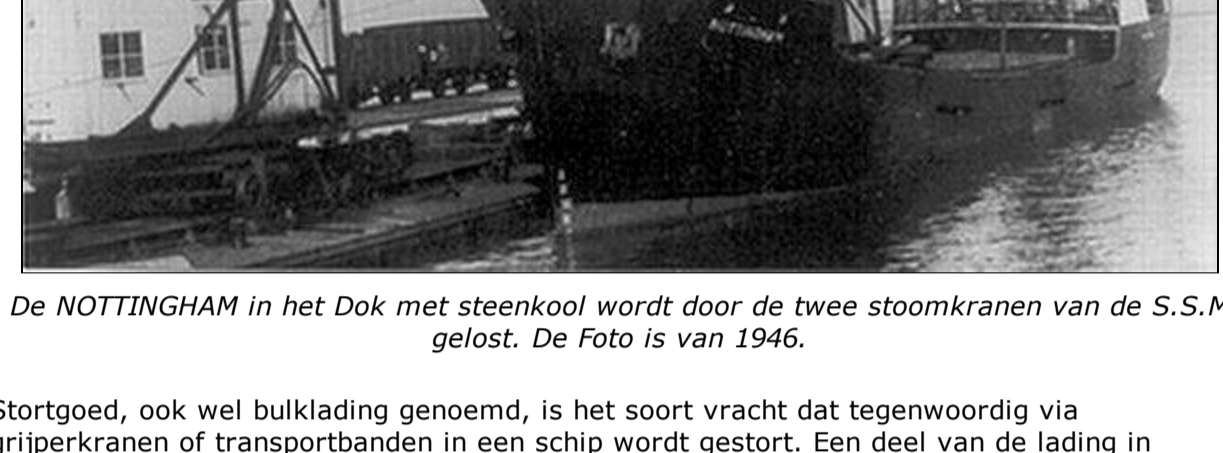 NOTTINGHAM
De NOTTINGHAM in het Dok met steenkool wordt door de twee stoomkranen van de S.S.M
gelost. De Foto is van 1946.
Stortgoed, ook wel bulklading genoemd, is het soort vracht dat tegenwoordig via
grijperkranen of transportbanden in een schip wordt gestort. Een deel van de lading in